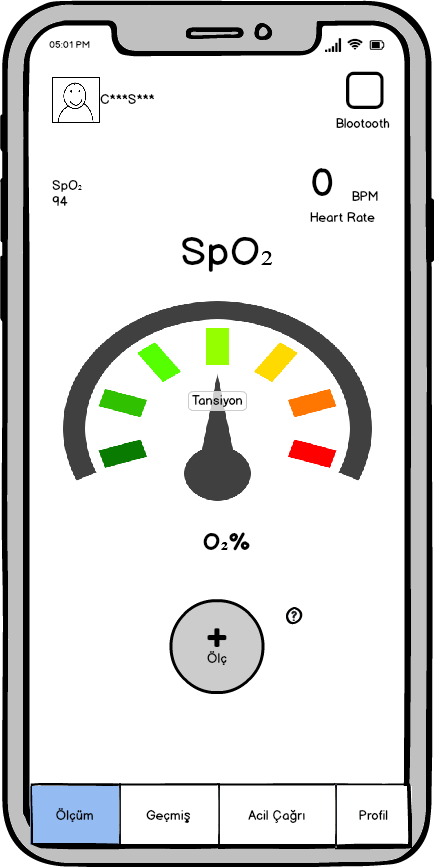 05:01 PM
C***S***
Blootooth
SpO₂
94
0 BPM
Heart Rate
SpO₂
Tansiyon
O₂%
?
Ölç
Ölçüm Geçmiş Acil Çağrı Profil